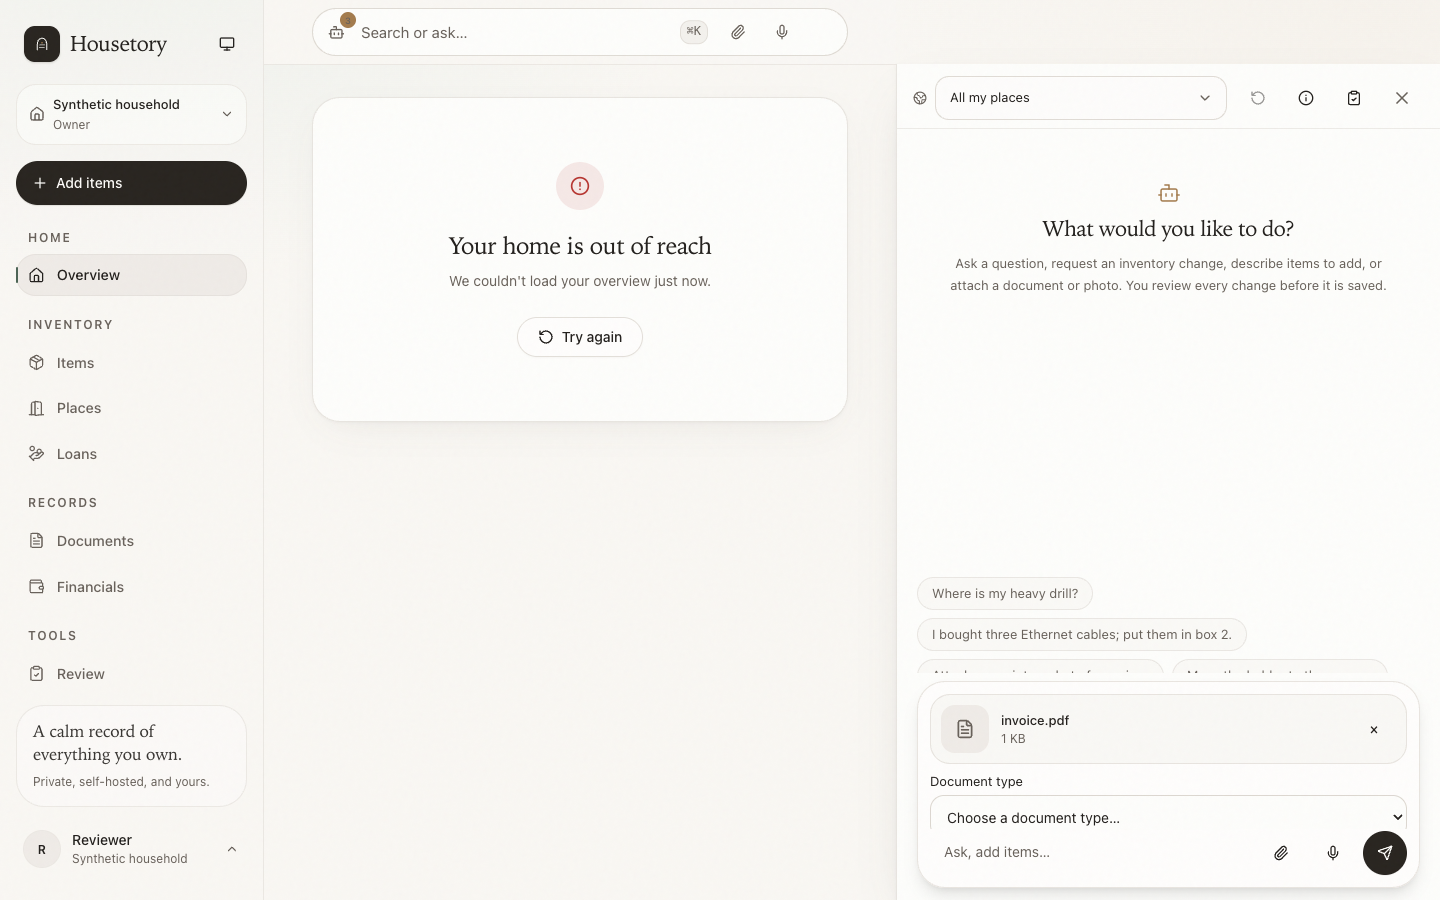 Housetory
Synthetic household
Owner
Add items
HOME
Overview
INVENTORY
Items
Places
Loans
RECORDS
Documents
Financials
TOOLS
Review
A calm record of
everything you own.
Private, self-hosted, and yours.
R
Reviewer
Synthetic household
3
Search or ask...
⌘K
Your home is out of reach
We couldn't load your overview just now.
Try again
All my places
What would you like to do?
Ask a question, request an inventory change, describe items to add, or
attach a document or photo. You review every change before it is saved.
Where is my heavy drill?
I bought three Ethernet cables; put them in box 2.
invoice.pdf
1 KB
Document type
Choose a document type...
Ask, add items...